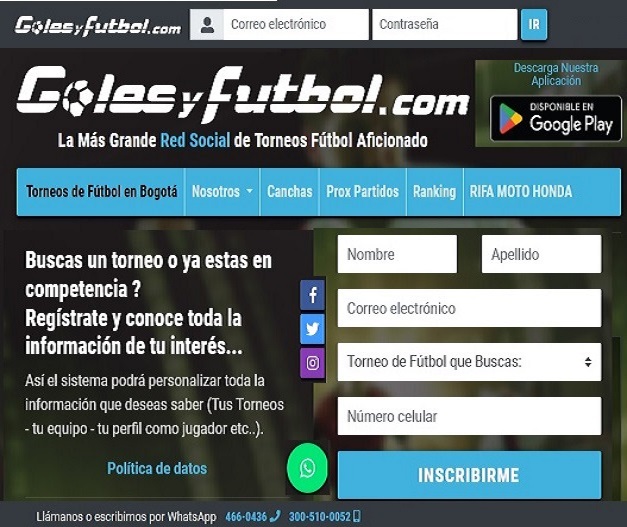 GolesyFutbol.com
Correo electrónico
Contraseña
IR
GolesyFutbol.com
La Más Grande Red Social de Torneos Fútbol Aficionado
Descarga Nuestra
Aplicación
DISPONIBLE EN
Google Play
Torneos de Fútbol en Bogotá
Nosotros
Canchas
Prox Partidos
Ranking
RIFA MOTO HONDA
Buscas un torneo o ya estas en
competencia ?
Regístrate y conoce toda la
información de tu interés...
Así el sistema podrá personalizar toda la
información que deseas saber (Tus Torneos
- tu equipo - tu perfil como jugador etc..).
Política de datos
Nombre
Apellido
Correo electrónico
Torneo de Fútbol que Buscas:
Número celular
INSCRIBIRME
Llámanos o escribimos por WhatsApp 466-0436 300-510-0052